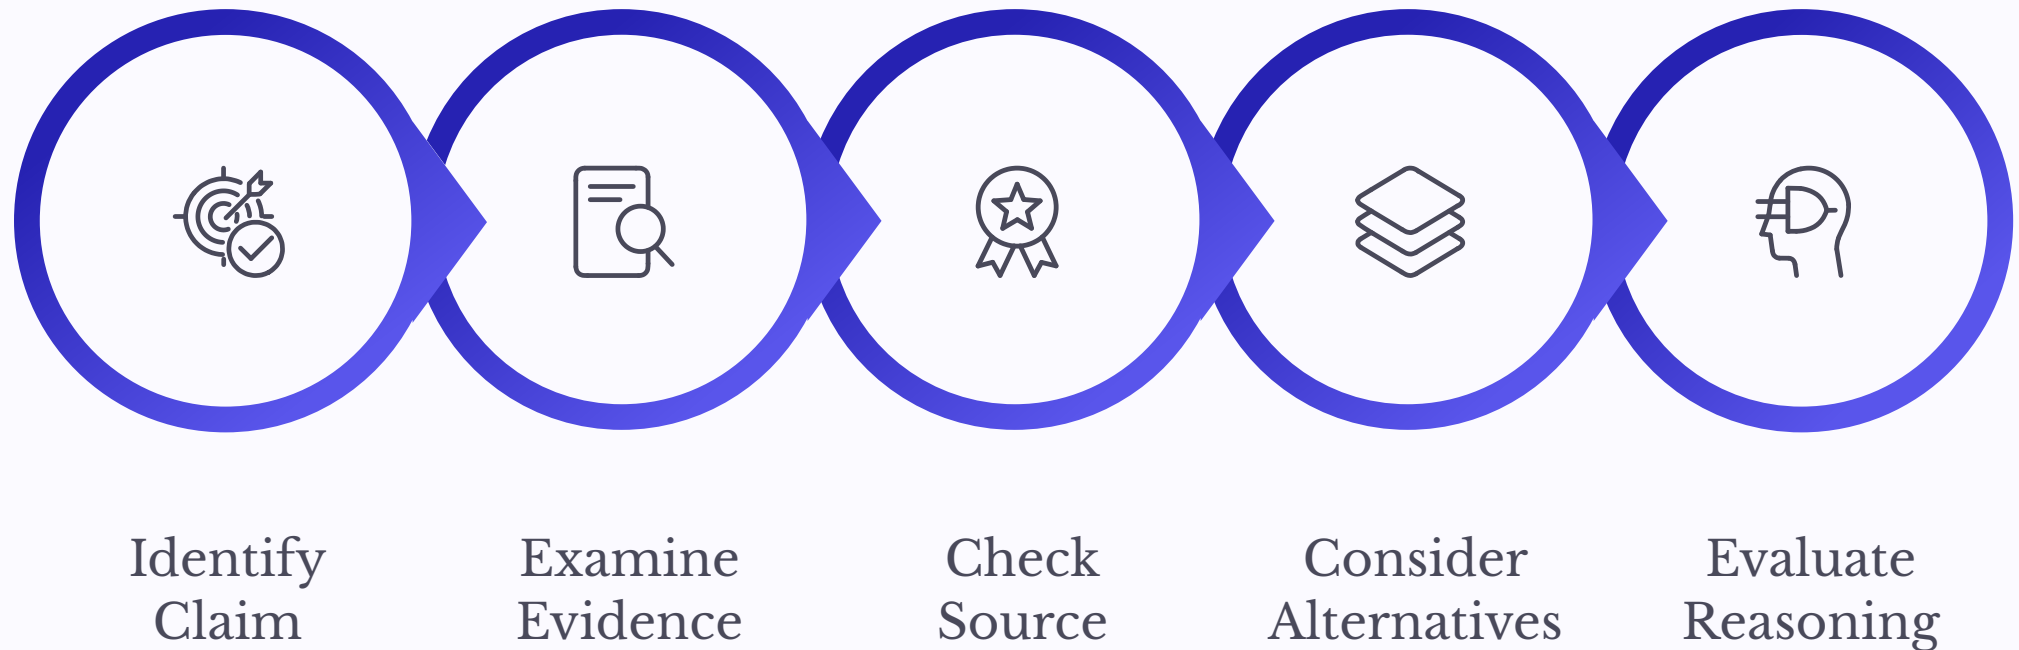 Identify
Claim
Examine
Evidence
Check
Source
Consider
Alternatives
Evaluate
Reasoning